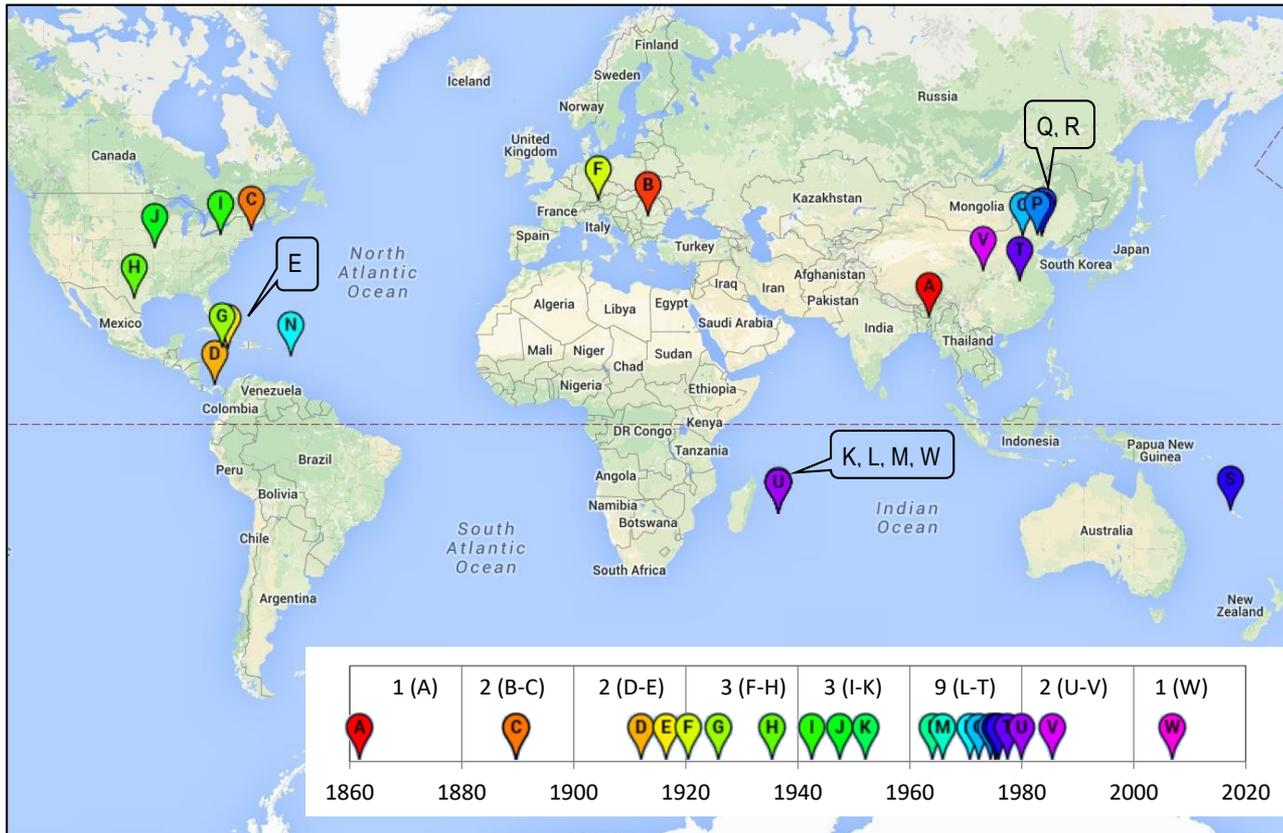 Finland
Sweden
Iceland
Russia
Norway
Q, R
United
Kingdom
Canada
F
B
Kazakhstan
Mongolia
P
J
I
C
France
Italy
Spain
Turkey
V
T
Japan
South Korea
North
Atlantic
Ocean
E
H
Afghanistan
Iraq
Iran
Pakistan
A
Algeria
Libya
Egypt
Saudi Arabia
India
G
N
Mexico
D
Mali
Niger
Chad
Sudan
Thailand
Nigeria
Ethiopia
Venezuela
Colombia
DR Congo
Kenya
Tanzania
Indonesia
Papua New
Guinea
Peru
Brazil
K, L, M, W
U
S
Angola
Bolivia
Namibia
Botswana
Indian
Ocean
Australia
Chile
South
Atlantic
Ocean
South Africa
Argentina
New
Zealand
1 (A) 2 (B-C) 2 (D-E) 3 (F-H) 3 (I-K) 9 (L-T) 2 (U-V) 1 (W)
A C D E F G H I J K M T U V W
1860 1880 1900 1920 1940 1960 1980 2000 2020